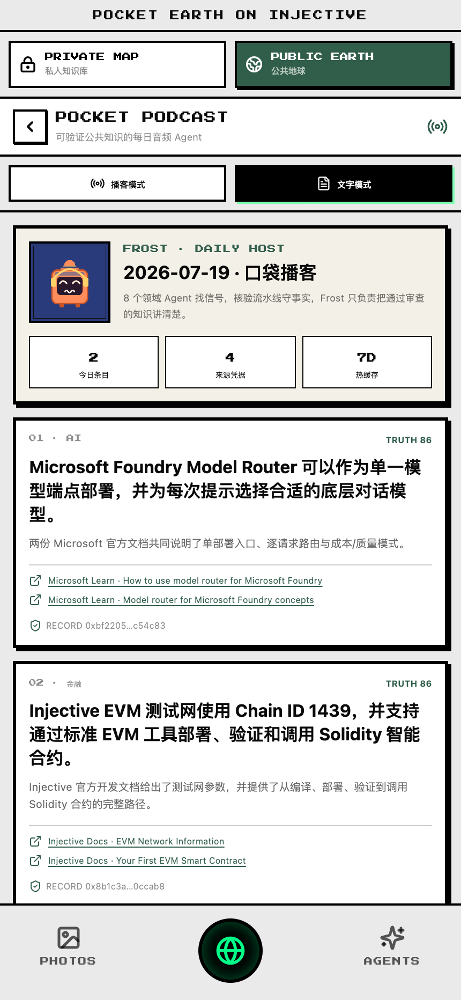 POCKET EARTH ON INJECTIVE
PRIVATE MAP
私人知识库
PUBLIC EARTH
公共地球
POCKET PODCAST
可验证公共知识的每日音频 Agent
播客模式
文字模式
FROST · DAILY HOST
2026-07-19 · 口袋播客
8 个领域 Agent 找信号，核验流水线守事实，Frost 只负责把通过审查
的知识讲清楚。
2
今日条目
4
来源凭据
7D
热缓存
01 · AI
TRUTH 86
Microsoft Foundry Model Router 可以作为单一模
型端点部署，并为每次提示选择合适的底层对话模
型。
两份 Microsoft 官方文档共同说明了单部署入口、逐请求路由与成本/质量模式。
Microsoft Learn · How to use model router for Microsoft Foundry
Microsoft Learn · Model router for Microsoft Foundry concepts
RECORD 0xbf2205...c54c83
02 · 金融
TRUTH 86
Injective EVM 测试网使用 Chain ID 1439，并支持
通过标准 EVM 工具部署、验证和调用 Solidity 智能
合约。
Injective 官方开发文档给出了测试网参数，并提供了从编译、部署、验证到调用
Solidity 合约的完整路径。
Injective Docs · EVM Network Information
Injective Docs · Your First EVM Smart Contract
RECORD 0x8b1c3a...0ccab8
PHOTOS
AGENTS